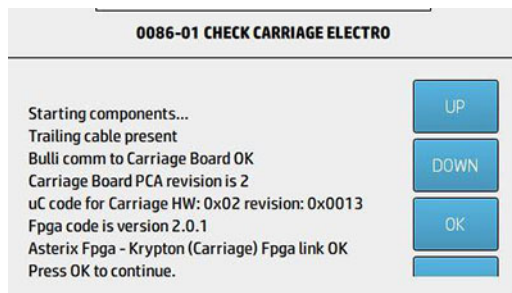 0086-01 CHECK CARRIAGE ELECTRO
Starting components...
Trailing cable present
Bulli comm to Carriage Board OK
Carriage Board PCA revision is 2
uC code for Carriage HW: 0x02 revision: 0x0013
Fpga code is version 2.0.1
Asterix Fpga - Krypton (Carriage) Fpga link OK
Press OK to continue.
UP
DOWN
OK